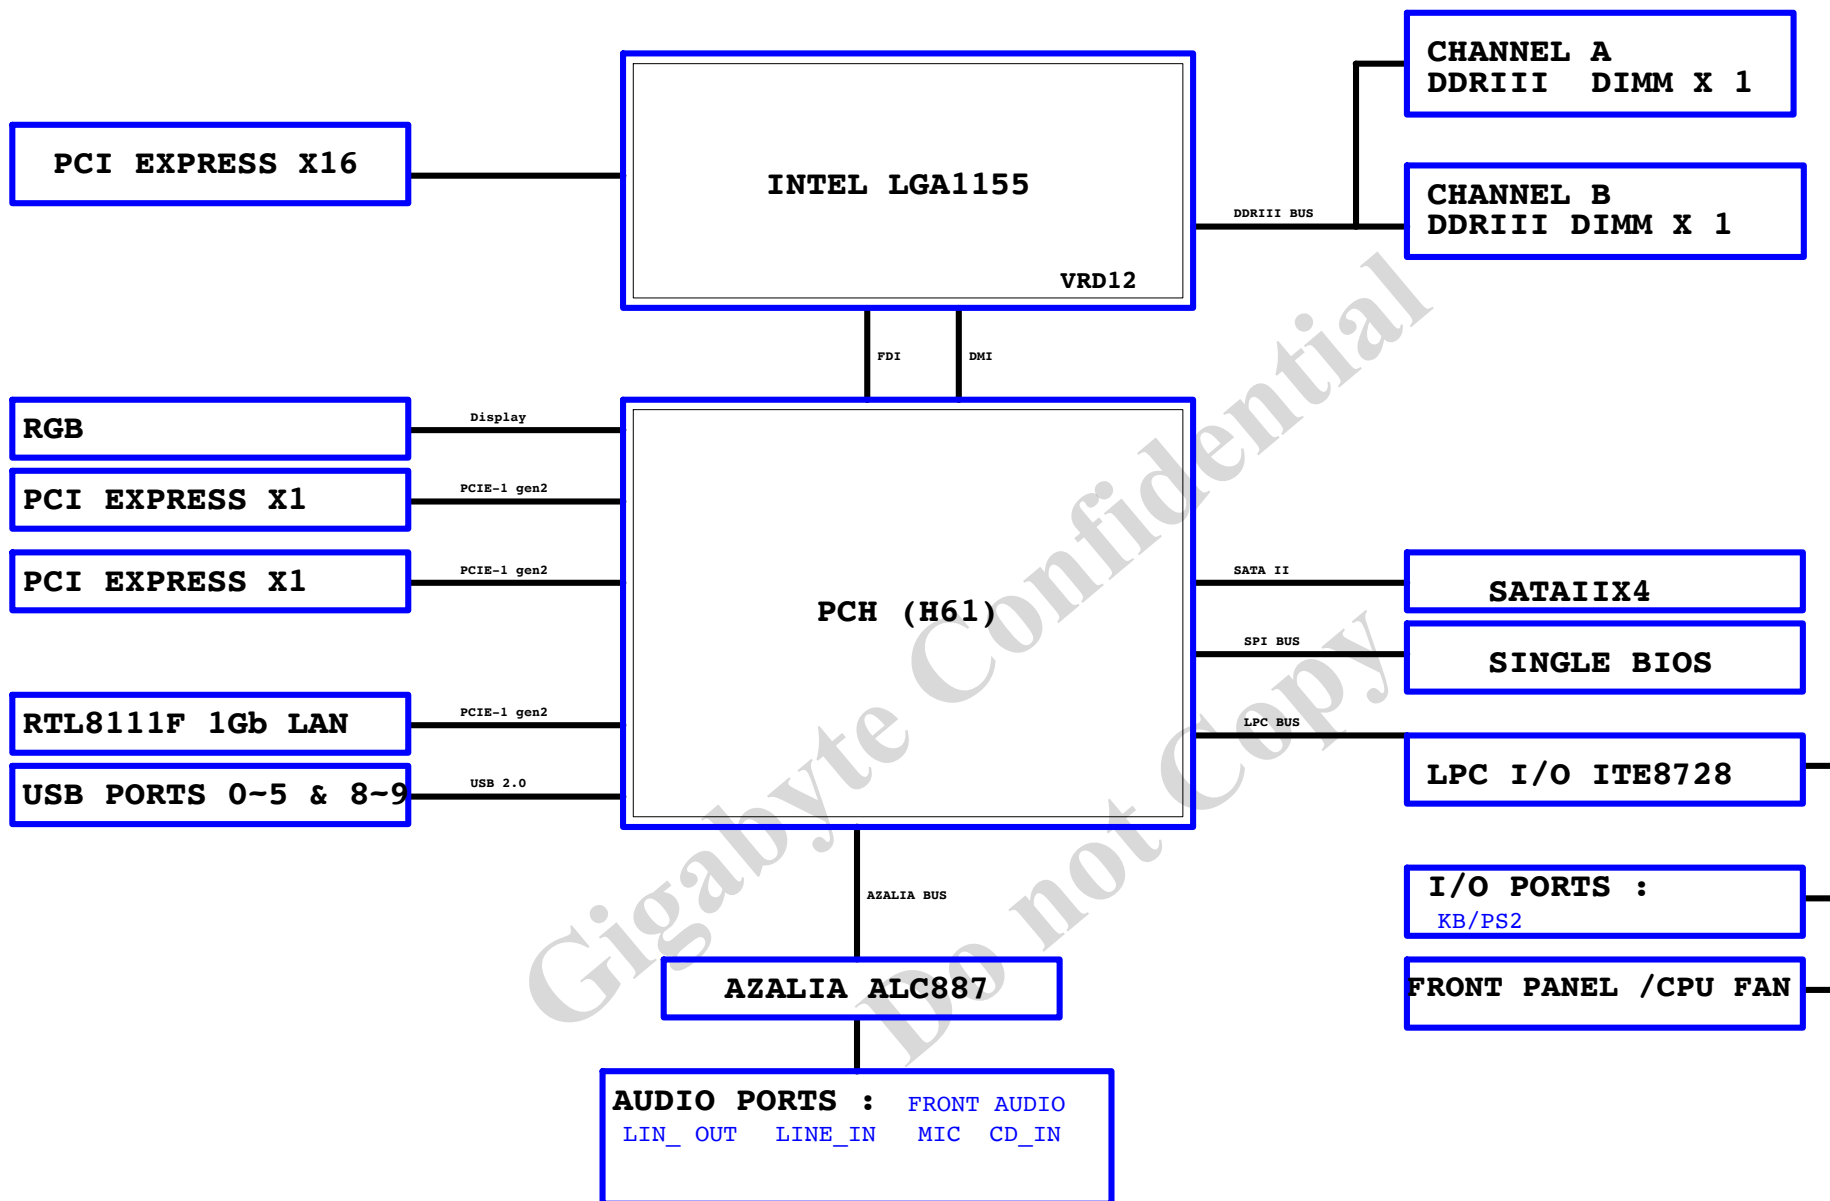 CHANNEL A
DDRIII DIMM X 1
PCI EXPRESS X16
INTEL LGA1155
VRD12
DDRIII BUS
CHANNEL B
DDRIII DIMM X 1
FDI
DMI
RGB
Display
PCI EXPRESS X1
PCIE-1 gen2
PCI EXPRESS X1
PCIE-1 gen2
PCH (H61)
SATA II
SATAIIX4
SPI BUS
SINGLE BIOS
RTL8111F 1Gb LAN
PCIE-1 gen2
LPC BUS
LPC I/O ITE8728
USB PORTS 0~5 & 8~9
USB 2.0
AZALIA BUS
I/O PORTS :
KB/PS2
AZALIA ALC887
FRONT PANEL /CPU FAN
AUDIO PORTS : FRONT AUDIO
LIN_ OUT LINE_IN MIC CD_IN
Gigabyte Confidential
Do not Copy